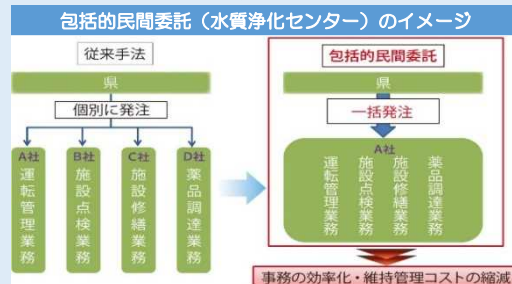 包括的民間委託（水質浄化センター）のイメージ
従来手法
県
個別に発注
A社
運転管理業務
B社
施設点検業務
C社
施設修繕業務
D社
薬品調達業務
包括的民間委託
県
一括発注
A社
運転管理業務
施設点検業務
施設修繕業務
薬品調達業務
事務の効率化・維持管理コストの縮減